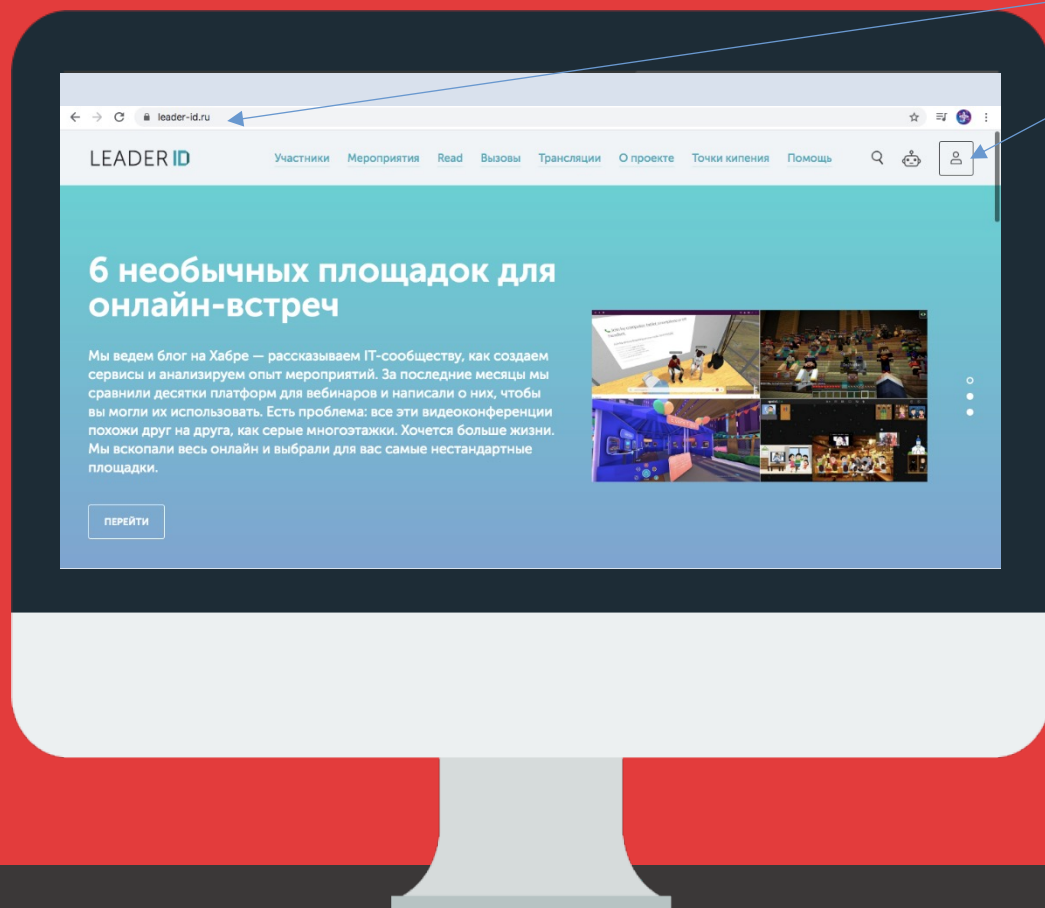 leader-id.ru
LEADER ID
Участники Мероприятия Read Вызовы Трансляции О проекте Точки кипения Помощь
6 необычных площадок для
онлайн-встреч
Мы ведем блог на Хабре — рассказываем IT-сообществу, как создаем
сервисы и анализируем опыт мероприятий. За последние месяцы мы
сравнили десятки платформ для вебинаров и написали о них, чтобы
вы могли их использовать. Есть проблема: все эти видеоконференции
похожи друг на друга, как серые многоэтажки. Хочется больше жизни.
Мы вскопали весь онлайн и выбрали для вас самые нестандартные
площадки.
ПЕРЕЙТИ